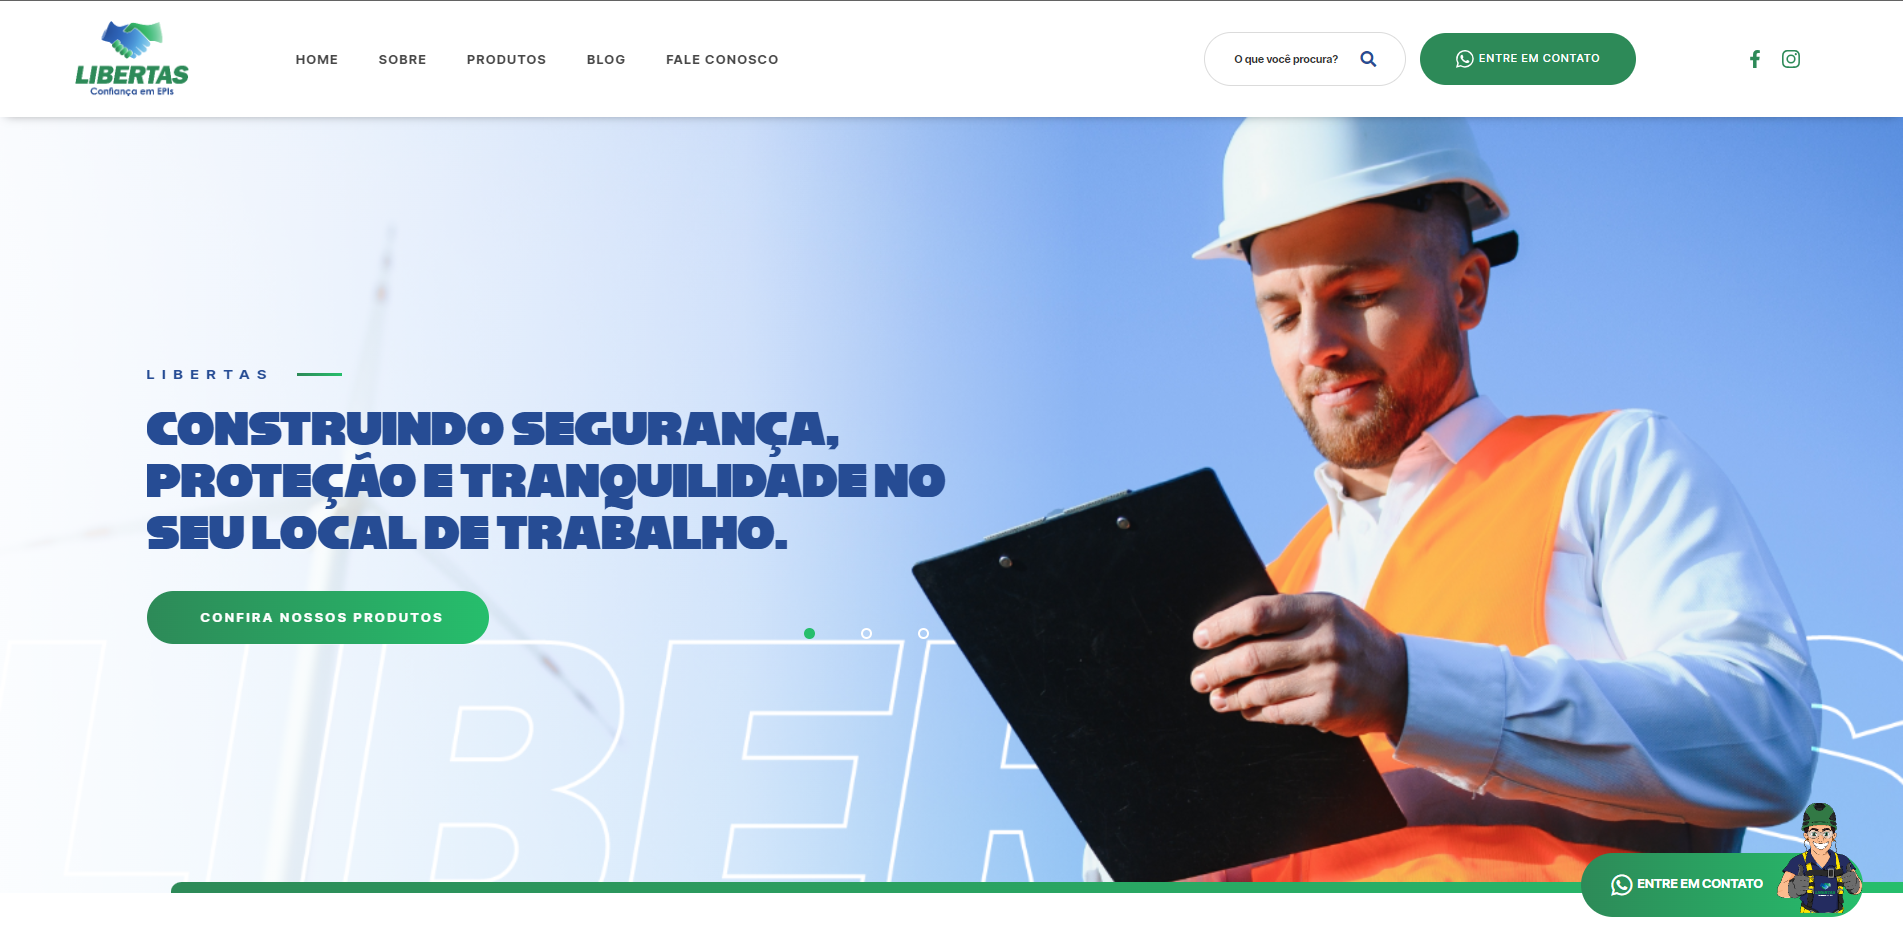 LIBERTAS
Confiança em EPIs
HOME SOBRE PRODUTOS BLOG FALE CONOSCO
O que você procura?
ENTRE EM CONTATO
LIBERTAS
CONSTRUINDO SEGURANÇA,
PROTEÇÃO E TRANQUILIDADE NO
SEU LOCAL DE TRABALHO.
CONFIRA NOSSOS PRODUTOS
ENTRE EM CONTATO